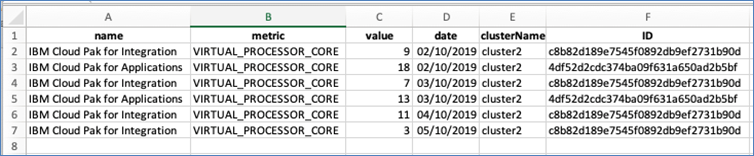 A B C D E F
1 name metric value date clusterName ID
2 IBM Cloud Pak for Integration VIRTUAL_PROCESSOR_CORE 9 02/10/2019 cluster2 c8b82d189e7545f0892db9ef2731b90d
3 IBM Cloud Pak for Applications VIRTUAL_PROCESSOR_CORE 18 02/10/2019 cluster2 4df52d2cdc374ba09f631a650ad2b5bf
4 IBM Cloud Pak for Integration VIRTUAL_PROCESSOR_CORE 7 03/10/2019 cluster2 c8b82d189e7545f0892db9ef2731b90d
5 IBM Cloud Pak for Applications VIRTUAL_PROCESSOR_CORE 13 03/10/2019 cluster2 4df52d2cdc374ba09f631a650ad2b5bf
6 IBM Cloud Pak for Integration VIRTUAL_PROCESSOR_CORE 11 04/10/2019 cluster2 c8b82d189e7545f0892db9ef2731b90d
7 IBM Cloud Pak for Integration VIRTUAL_PROCESSOR_CORE 3 05/10/2019 cluster2 c8b82d189e7545f0892db9ef2731b90d
8